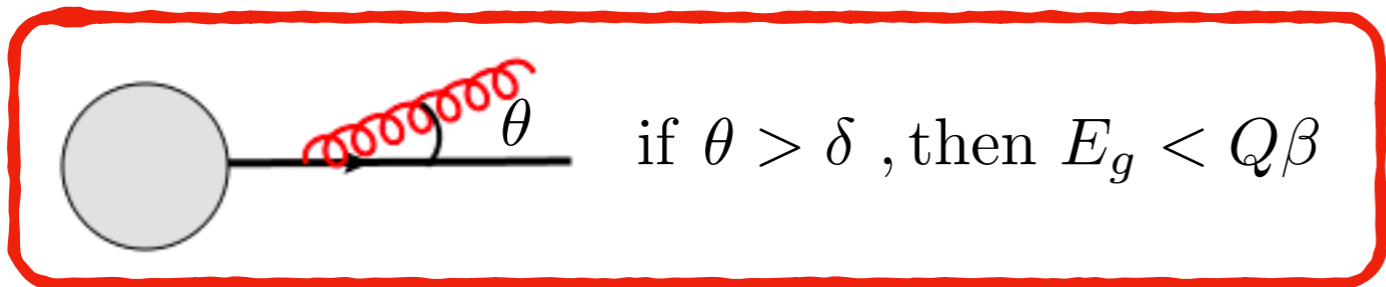 θ if θ > δ , then E_g < Qβ